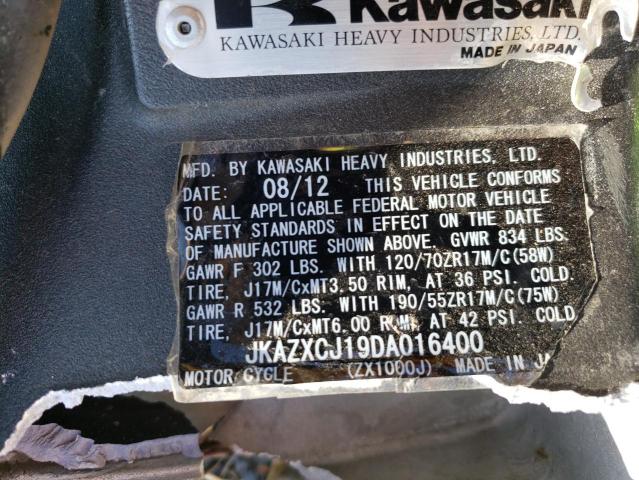 Kawasaki
KAWASAKI HEAVY INDUSTRIES, LTD.
MADE IN JAPAN
MFD. BY KAWASAKI HEAVY INDUSTRIES, LTD.
DATE: 08/12 THIS VEHICLE CONFORMS
TO ALL APPLICABLE FEDERAL MOTOR VEHICLE
SAFETY STANDARDS IN EFFECT ON THE DATE
OF MANUFACTURE SHOWN ABOVE. GVWR 834 LBS.
GAWR F 302 LBS. WITH 120/70ZR17M/C(58W)
TIRE, J17M/CxMT3.50 RIM, AT 36 PSI. COLD.
GAWR R 532 LBS. WITH 190/55ZR17M/C(75W)
TIRE, J17M/CxMT6.00 RIM, AT 42 PSI. COLD
JKAZXCJ19DA016400
MOTOR CYCLE (ZX1000J) MADE IN JA